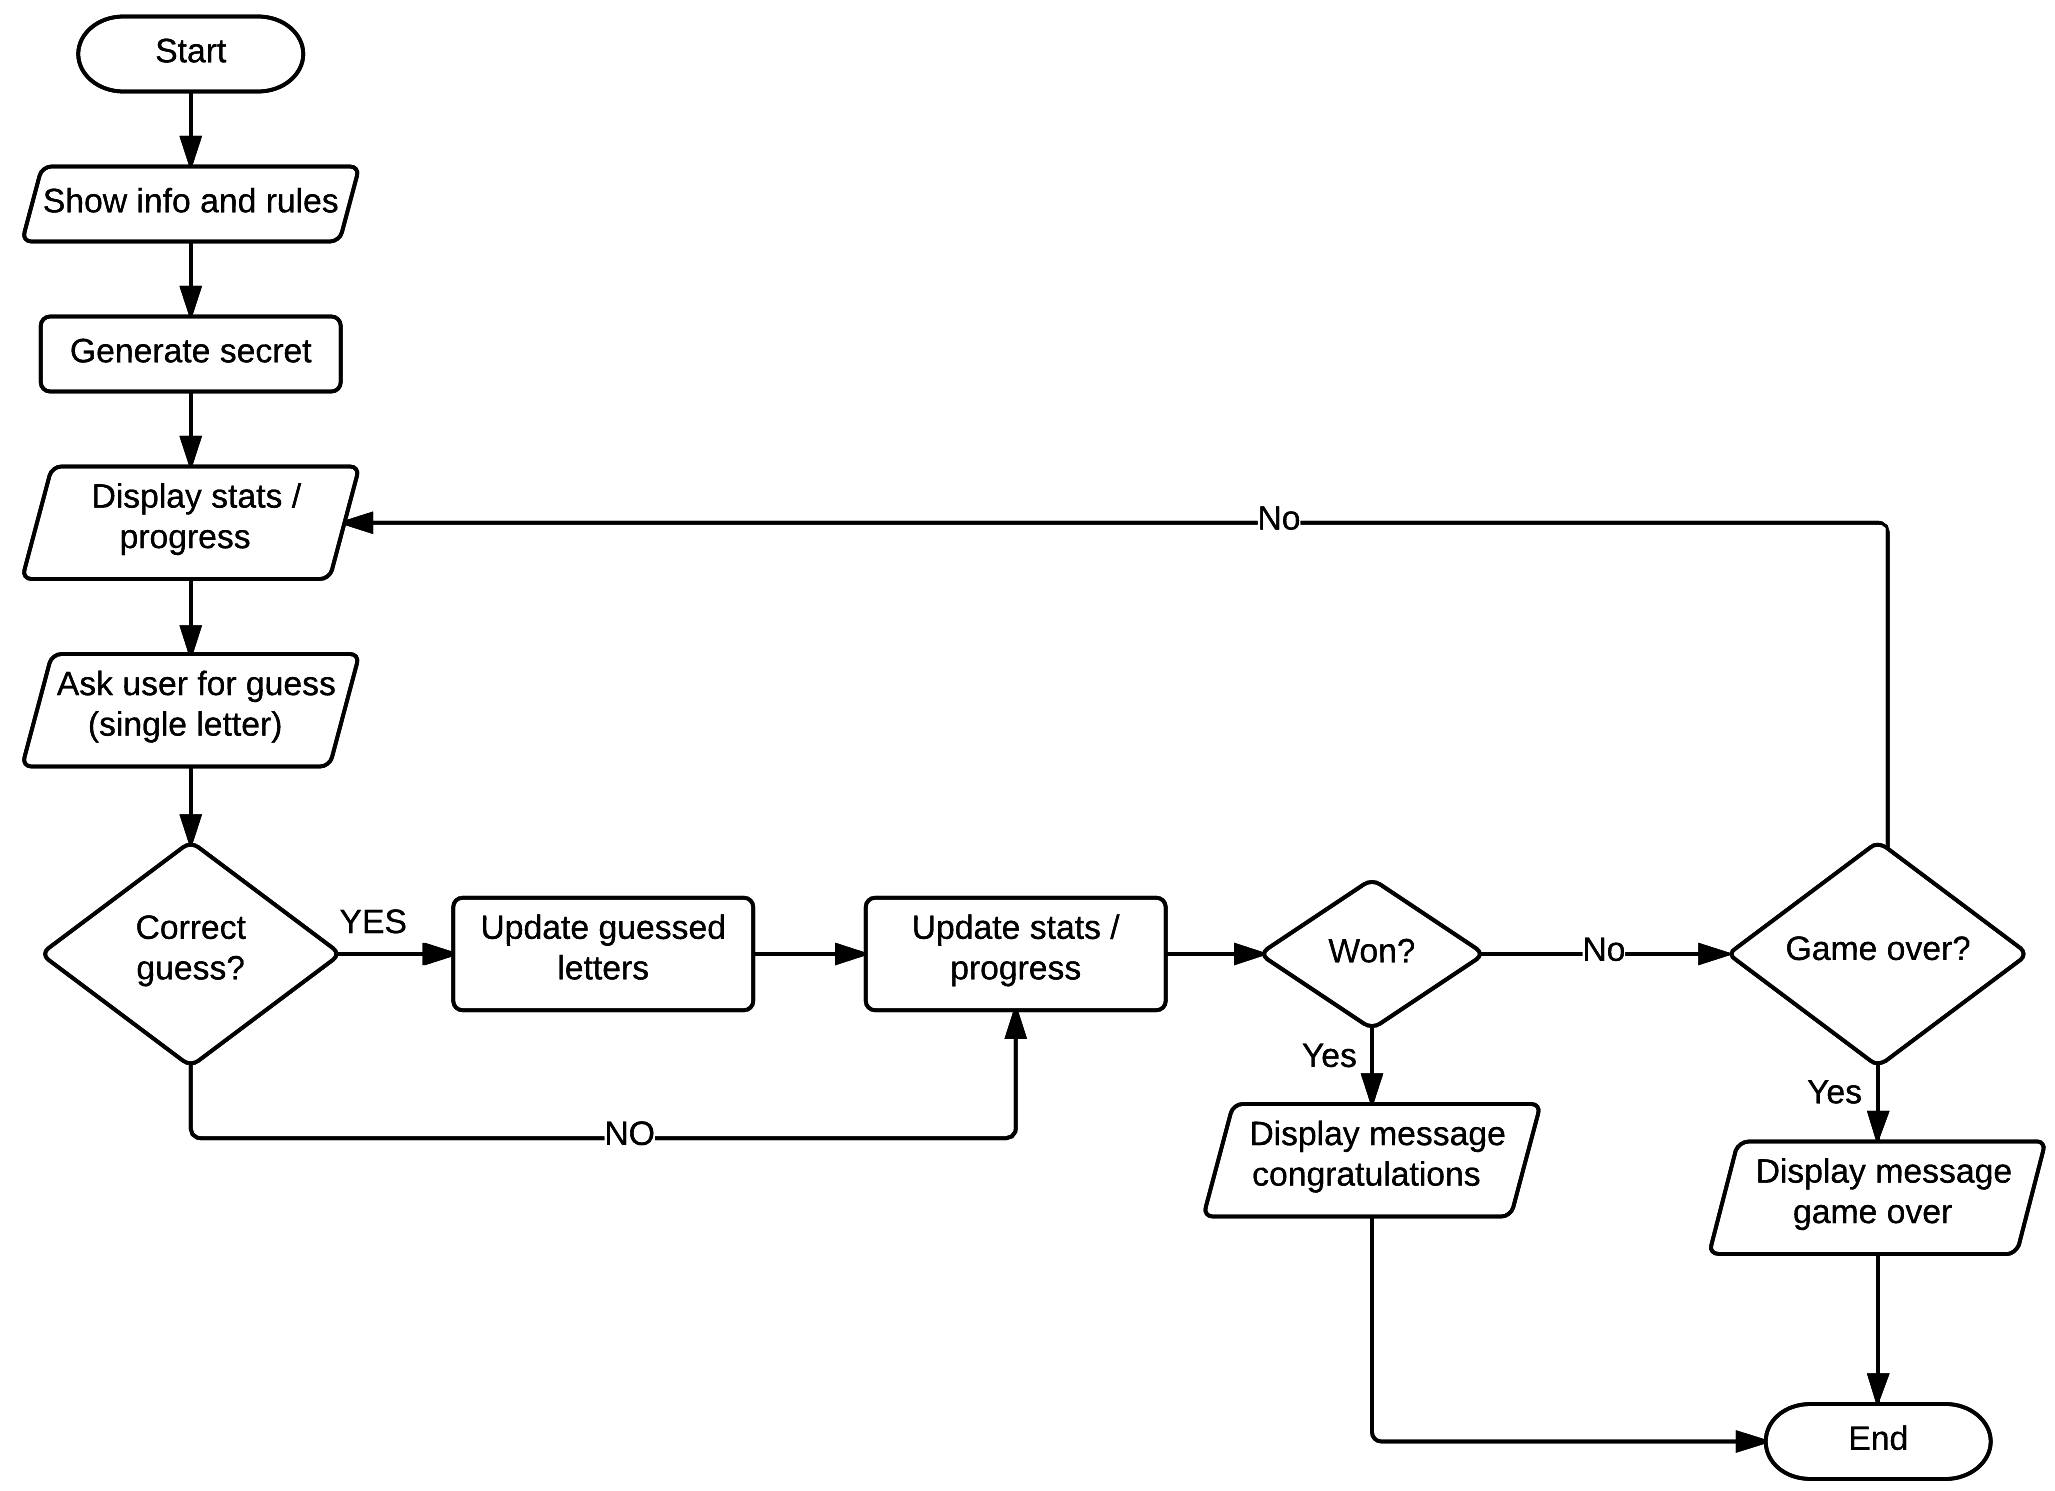 Start
Show info and rules
Generate secret
Display stats /
progress
No
Ask user for guess
(single letter)
Correct
guess?
YES
Update guessed
letters
Update stats /
progress
Won?
No
Game over?
Yes
Yes
NO
Display message
congratulations
Display message
game over
End